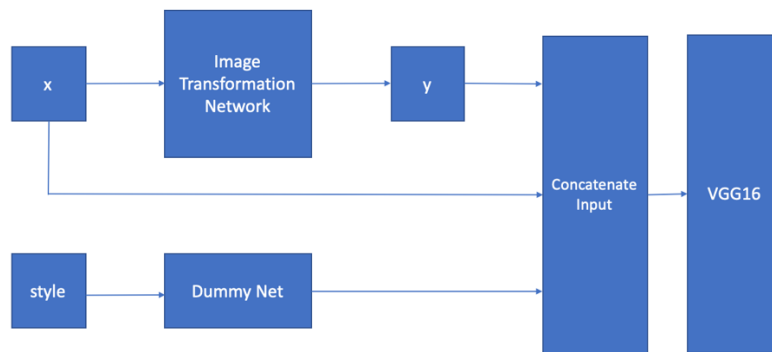 x
Image
Transformation
Network
y
Concatenate
Input
VGG16
style
Dummy Net